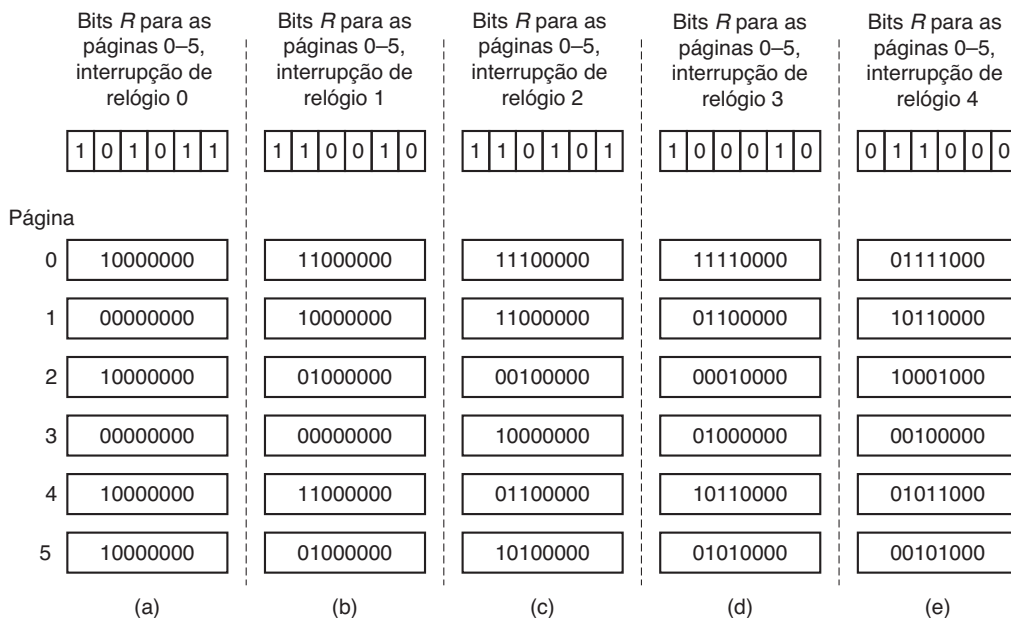 Bits R para as páginas 0–5, interrupção de relógio 0
Bits R para as páginas 0–5, interrupção de relógio 1
Bits R para as páginas 0–5, interrupção de relógio 2
Bits R para as páginas 0–5, interrupção de relógio 3
Bits R para as páginas 0–5, interrupção de relógio 4
1 0 1 0 1 1
1 1 0 0 1 0
1 1 0 1 0 1
1 0 0 0 1 0
0 1 1 0 0 0
Página
0 10000000 11000000 11100000 11110000 01111000
1 00000000 10000000 11000000 01100000 10110000
2 10000000 01000000 00100000 00010000 10001000
3 00000000 00000000 10000000 01000000 00100000
4 10000000 11000000 01100000 10110000 01011000
5 10000000 01000000 10100000 01010000 00101000
(a) (b) (c) (d) (e)